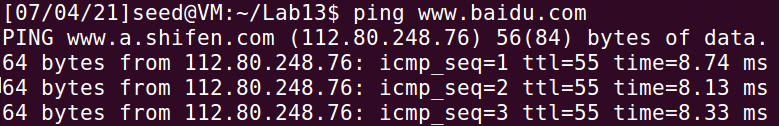 [07/04/21]seed@VM:~/Lab13$ ping www.baidu.com
PING www.a.shifen.com (112.80.248.76) 56(84) bytes of data.
64 bytes from 112.80.248.76: icmp_seq=1 ttl=55 time=8.74 ms
64 bytes from 112.80.248.76: icmp_seq=2 ttl=55 time=8.13 ms
64 bytes from 112.80.248.76: icmp_seq=3 ttl=55 time=8.33 ms